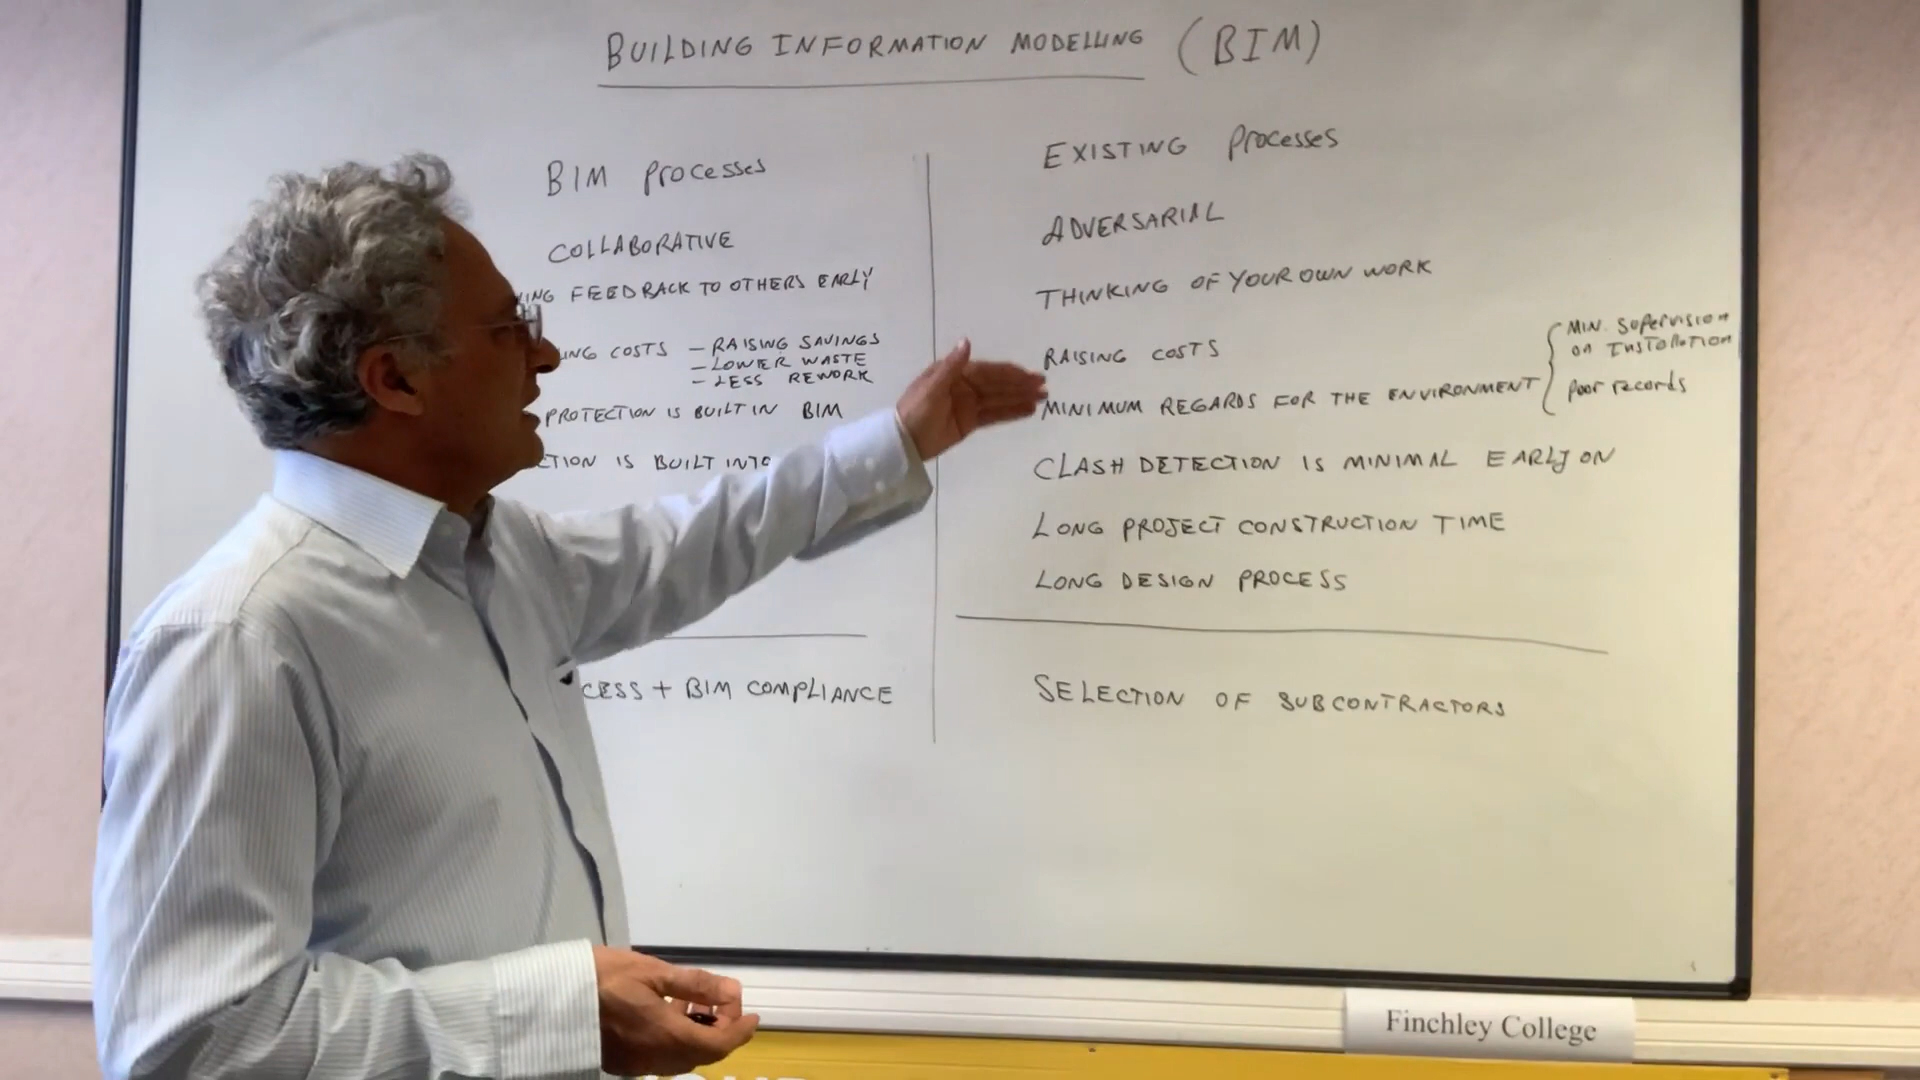 BUILDING INFORMATION MODELLING (BIM)
BIM Processes
COLLABORATIVE
FEEDBACK TO OTHERS EARLY
COSTS – RAISING SAVINGS
– LOWER WASTE
– LESS REWORK
PROTECTION IS BUILT IN BIM
IS BUILT INTO
+ BIM COMPLIANCE
EXISTING Processes
ADVERSARIAL
THINKING OF YOUR OWN WORK
RAISING COSTS
MINIMUM REGARDS FOR THE ENVIRONMENT
MIN. Supervision
on Installation
poor records
CLASH DETECTION IS MINIMAL EARLY ON
LONG PROJECT CONSTRUCTION TIME
LONG DESIGN PROCESS
SELECTION OF SUBCONTRACTORS
Finchley College